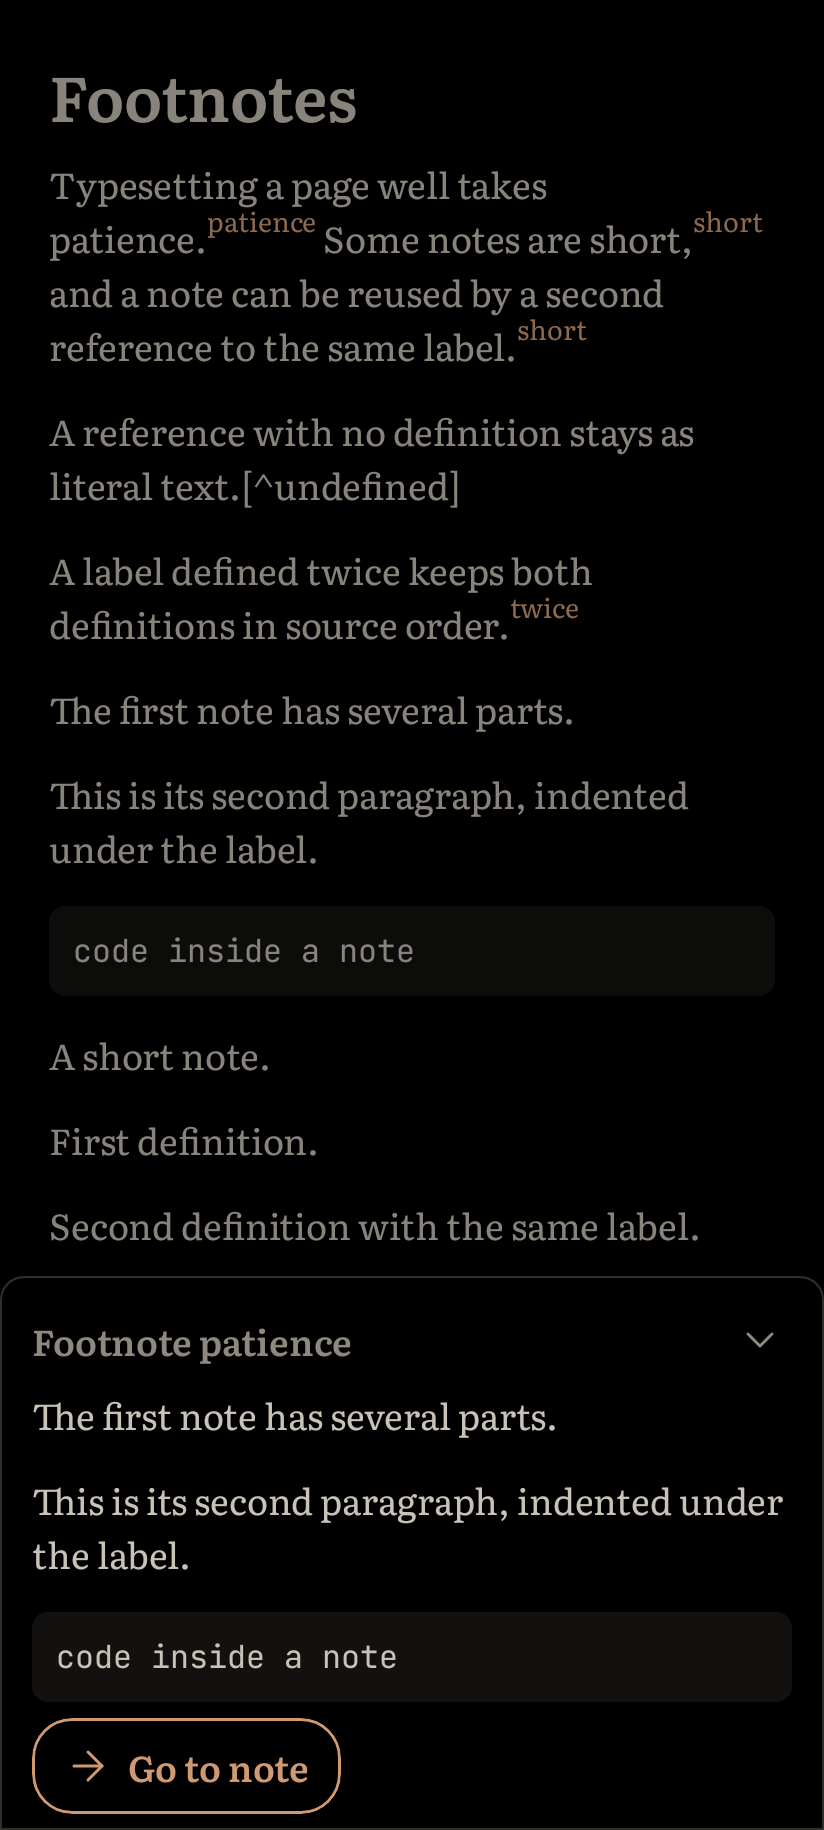 Footnotes
Typesetting a page well takes
patience.patience Some notes are short,short
and a note can be reused by a second
reference to the same label.short
A reference with no definition stays as
literal text.[^undefined]
A label defined twice keeps both
definitions in source order.twice
The first note has several parts.
This is its second paragraph, indented
under the label.
code inside a note
A short note.
First definition.
Second definition with the same label.
Footnote patience
The first note has several parts.
This is its second paragraph, indented under
the label.
code inside a note
Go to note